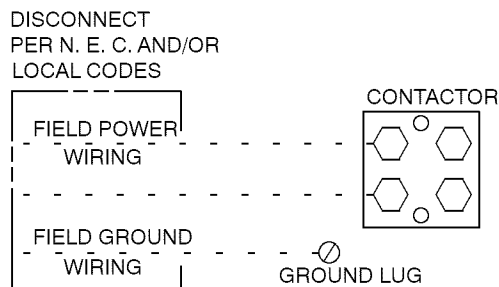 DISCONNECT
PER N. E. C. AND/OR
LOCAL CODES
CONTACTOR
FIELD POWER
WIRING
FIELD GROUND
WIRING
GROUND LUG